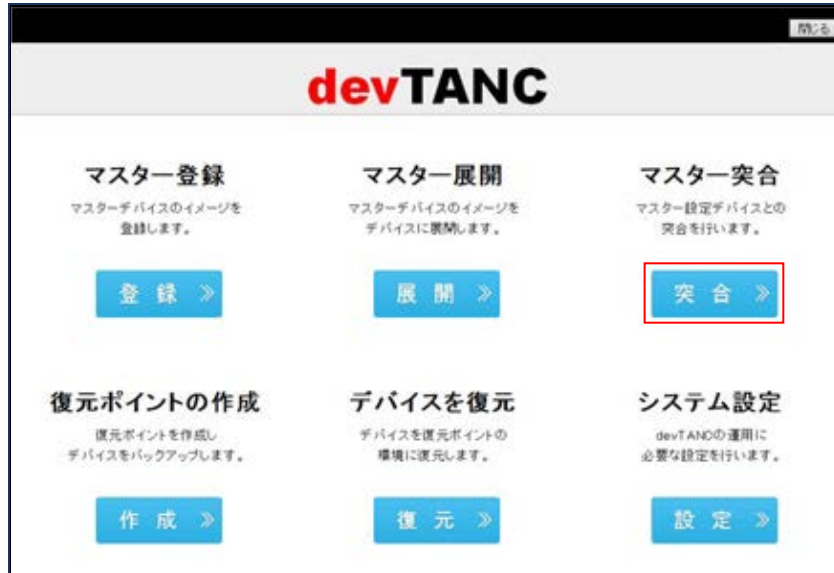 閉じる
devTANC
マスター登録
マスターデバイスのイメージを
登録します。
登 録 »
マスター展開
マスターデバイスのイメージを
デバイスに展開します。
展 開 »
マスター突合
マスター設定デバイスとの
突合を行います。
突 合 »
復元ポイントの作成
復元ポイントを作成し
デバイスをバックアップします。
作 成 »
デバイスを復元
デバイスを復元ポイントの
環境に復元します。
復 元 »
システム設定
devTANCの運用に
必要な設定を行います。
設 定 »